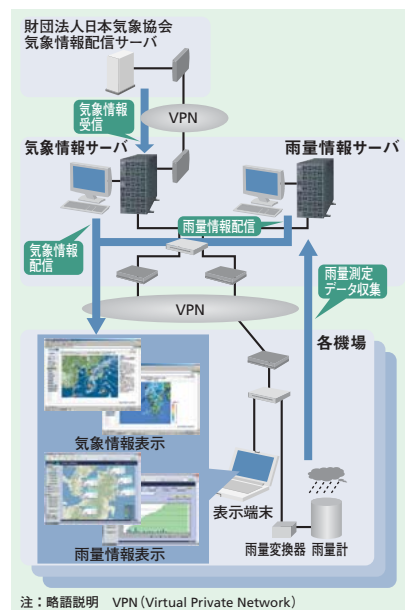 財団法人日本気象協会
気象情報配信サーバ
気象情報
受信
VPN
気象情報サーバ
雨量情報サーバ
雨量情報配信
気象情報
配信
雨量測定
データ収集
VPN
各機場
気象情報表示
表示端末
雨量情報表示
雨量変換器
雨量計
注：略語説明　VPN（Virtual Private Network）